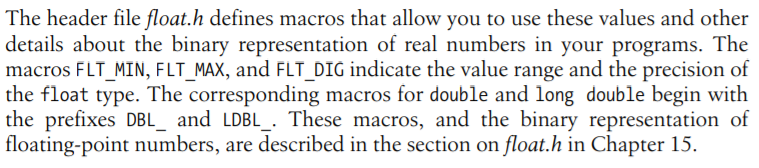 The header file float.h defines macros that allow you to use these values and other
details about the binary representation of real numbers in your programs. The
macros FLT_MIN, FLT_MAX, and FLT_DIG indicate the value range and the precision of
the float type. The corresponding macros for double and long double begin with
the prefixes DBL_ and LDBL_. These macros, and the binary representation of
floating-point numbers, are described in the section on float.h in Chapter 15.